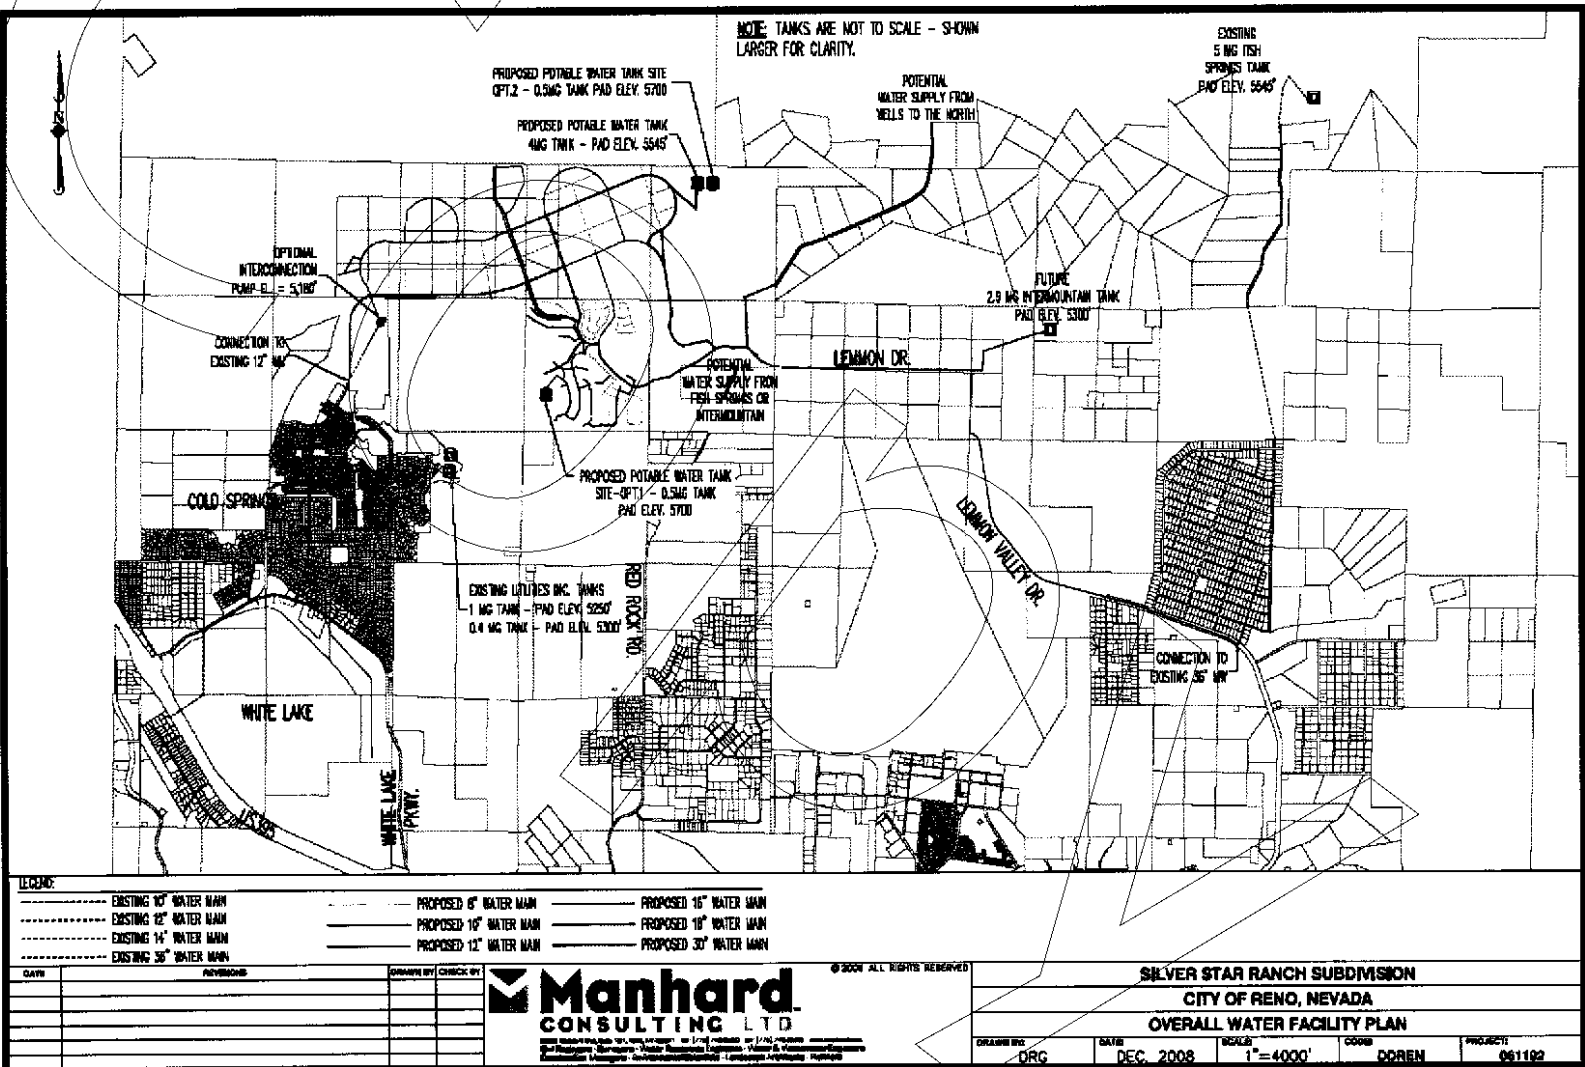 NOTE: TANKS ARE NOT TO SCALE - SHOWN
LARGER FOR CLARITY.
EXISTING
5 MG FISH
SPRINGS TANK
PAD ELEV. 5545'
PROPOSED POTABLE WATER TANK SITE
OPT.2 - 0.5MG TANK PAD ELEV. 5700
POTENTIAL
WATER SUPPLY FROM
WELLS TO THE NORTH
PROPOSED POTABLE WATER TANK
4MG TANK - PAD ELEV. 5545'
OPTIONAL
INTERCONNECTION
PUMP EL. = 5,180'
FUTURE
2.9 MG INTERMOUNTAIN TANK
PAD ELEV. 5300'
CONNECTION TO
EXISTING 12" WM
LEMMON DR.
POTENTIAL
WATER SUPPLY FROM
FISH SPRINGS OR
INTERMOUNTAIN
PROPOSED POTABLE WATER TANK
SITE-OPT.1 - 0.5MG TANK
PAD ELEV. 5700
COLD SPRINGS
LEMMON VALLEY DR.
EXISTING UTILITIES INC. TANKS
1 MG TANK - PAD ELEV. 5250'
0.4 MG TANK - PAD ELEV. 5300'
RED ROCK RD.
CONNECTION TO
EXISTING 36" WM
WHITE LAKE
WHITE LAKE
PKWY.
US 395
LEGEND:
EXISTING 10" WATER MAIN
EXISTING 12" WATER MAIN
EXISTING 14" WATER MAIN
EXISTING 36" WATER MAIN
PROPOSED 8" WATER MAIN
PROPOSED 10" WATER MAIN
PROPOSED 12" WATER MAIN
PROPOSED 16" WATER MAIN
PROPOSED 18" WATER MAIN
PROPOSED 30" WATER MAIN
DATE REVISIONS DRAWN BY CHECK BY
Manhard
CONSULTING LTD
ALL RIGHTS RESERVED
SILVER STAR RANCH SUBDIVISION
CITY OF RENO, NEVADA
OVERALL WATER FACILITY PLAN
DRAWN BY: DRG
DATE: DEC. 2008
SCALE: 1"=4000'
CODE: DDREN
PROJECT: 061192